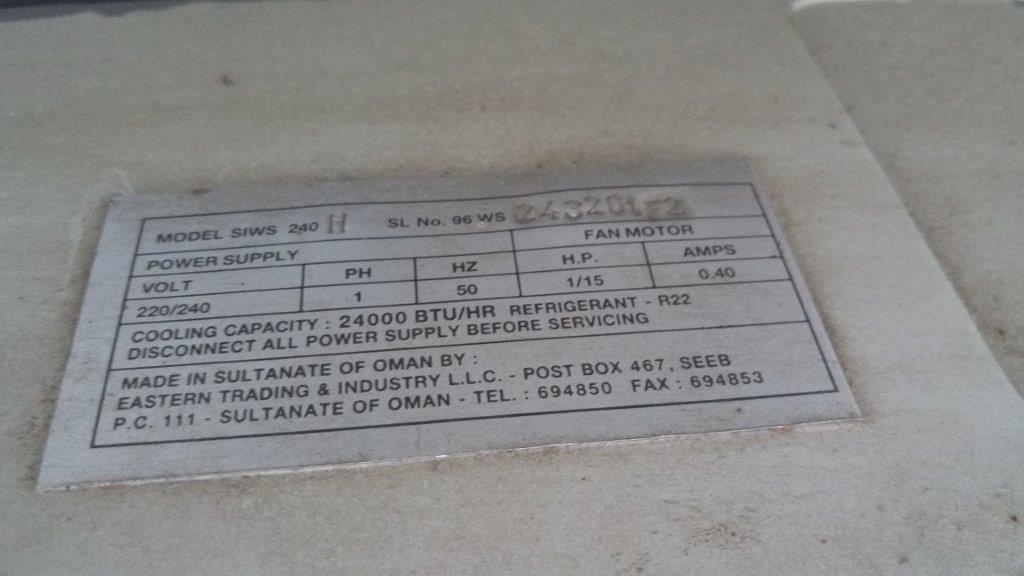 MODEL SIWS 240 H SL No. 96 WS
POWER SUPPLY FAN MOTOR
VOLT PH HZ H.P. AMPS
220/240 1 50 1/15 0.40
COOLING CAPACITY : 24000 BTU/HR REFRIGERANT - R22
DISCONNECT ALL POWER SUPPLY BEFORE SERVICING
MADE IN SULTANATE OF OMAN BY :
EASTERN TRADING & INDUSTRY L.L.C. - POST BOX 467, SEEB
P.C. 111 - SULTANATE OF OMAN - TEL. : 694850 FAX : 694853